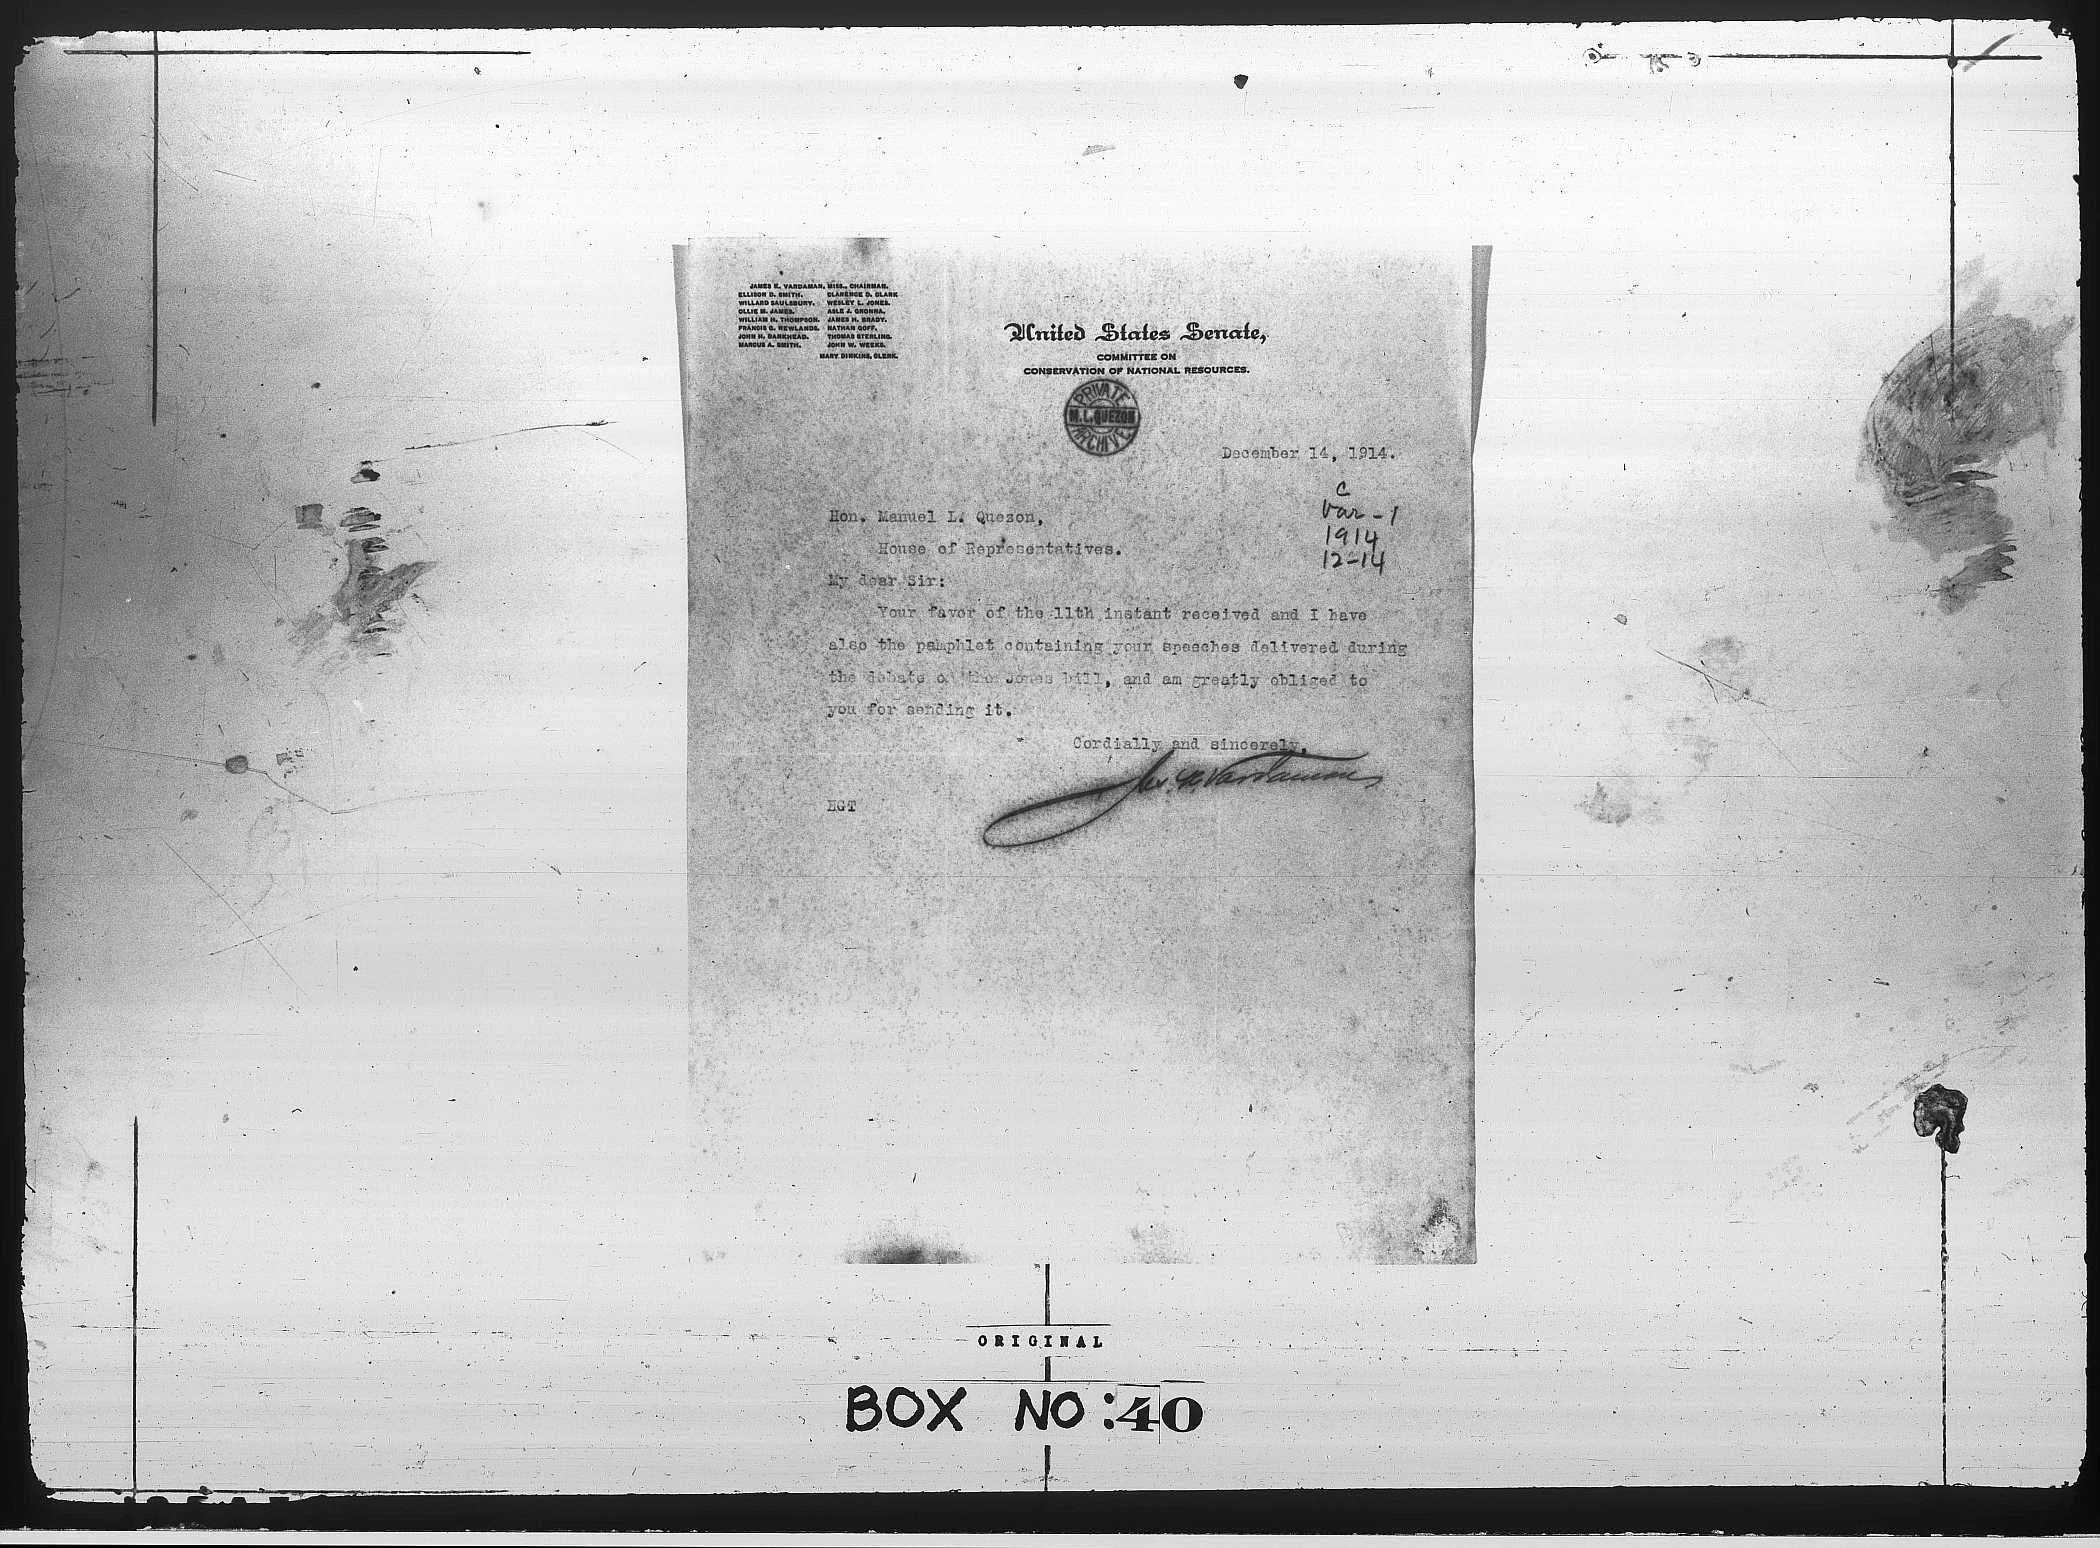 JAMES K. VARDAMAN, MISS., CHAIRMAN.
ELLISON D. SMITH. CLARENCE D. CLARK
WILLARD SAULSBURY. WESLEY L. JONES.
OLLIE M. JAMES. ASLE J. GRONNA.
WILLIAM H. THOMPSON. JAMES H. BRADY.
FRANCIS G. NEWLANDS. NATHAN GOFF.
JOHN H. BANKHEAD. THOMAS STERLING.
MARCUS A. SMITH. JOHN W. WEEKS.
MARY DINKINS, CLERK.
United States Senate,
COMMITTEE ON
CONSERVATION OF NATIONAL RESOURCES.
PRIVATE
M.L.QUEZON
ARCHIVE
December 14, 1914.
C
Var-1
1914
12-14
Hon. Manuel L. Quezon,
House of Representatives.
My dear Sir:
Your favor of the 11th instant received and I have
also the pamphlet containing your speeches delivered during
the debate on the Jones bill, and am greatly obliged to
you for sending it.
Cordially and sincerely,
Jas. K. Vardaman
EGT
ORIGINAL
BOX NO:40